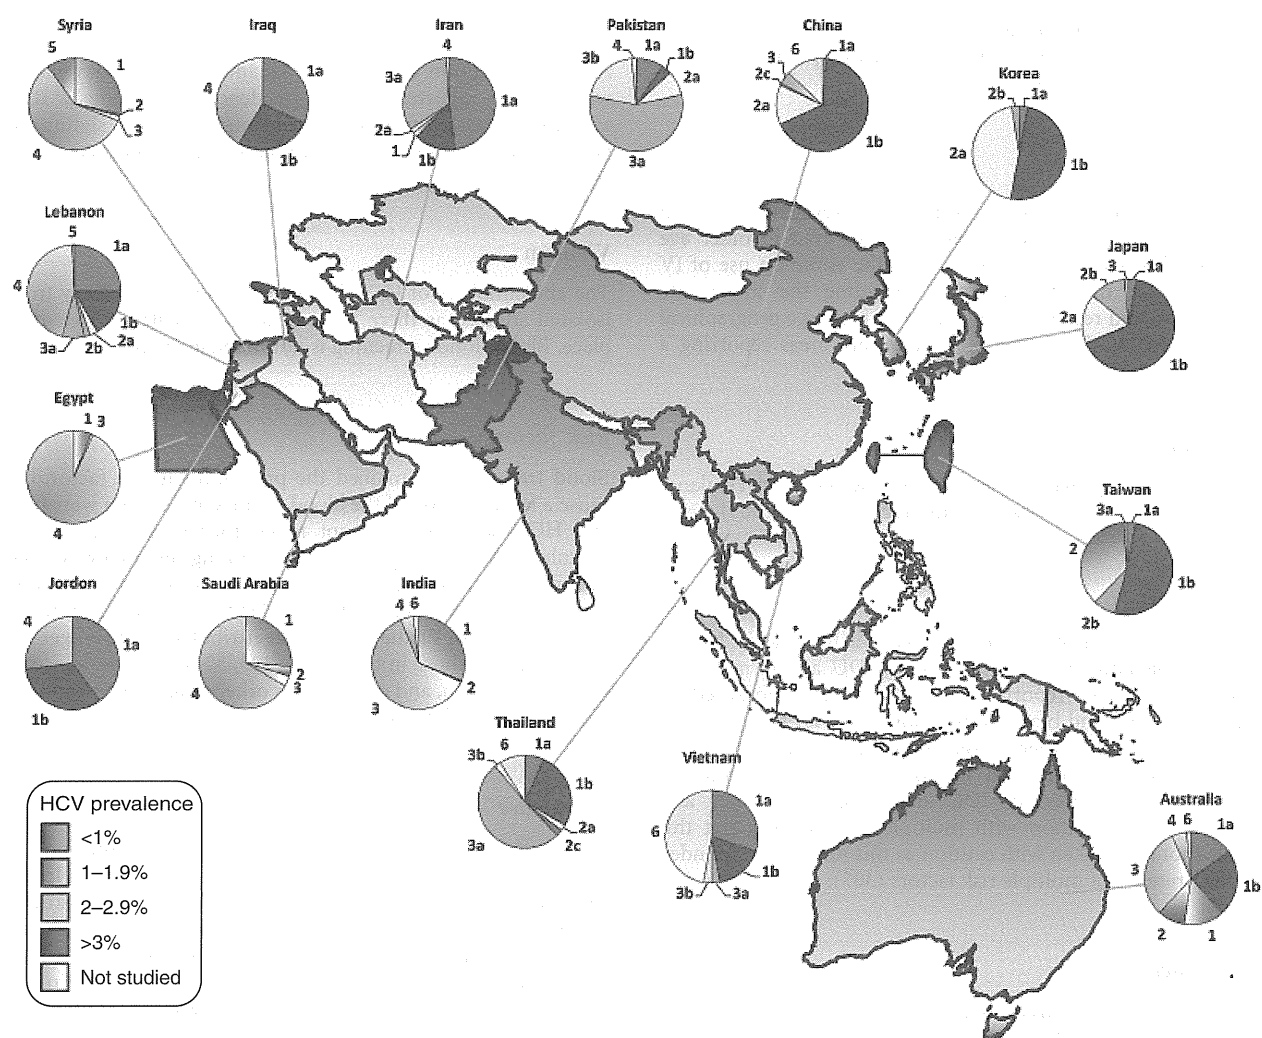 Syria
5
1
2
3
4
Iraq
4
1a
1b
Iran
4
3a
1a
2a
1
1b
Pakistan
3b
4
1a
1b
2a
3a
China
6
1a
3
2c
2a
1b
Korea
2b
1a
2a
1b
Lebanon
5
1a
4
1b
2a
2b
3a
Japan
2b
3
1a
2a
1b
Egypt
1
3
4
Taiwan
3a
1a
2
1b
2b
Jordon
4
1a
1b
Saudi Arabia
1
2
3
4
India
4
6
1
2
3
Thailand
3b
6
1a
1b
2a
2c
3a
Vietnam
1a
6
1b
3b
3a
Australia
4
6
1a
3
1b
2
1
HCV prevalence
<1%
1–1.9%
2–2.9%
>3%
Not studied